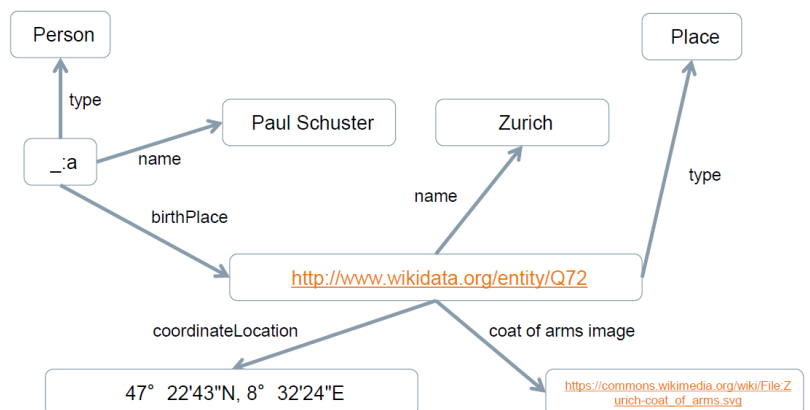 Person
Place
type
Paul Schuster
Zurich
_:a
name
type
name
birthPlace
http://www.wikidata.org/entity/Q72
coordinateLocation
coat of arms image
47° 22'43"N, 8° 32'24"E
https://commons.wikimedia.org/wiki/File:Z
urich-coat_of_arms.svg